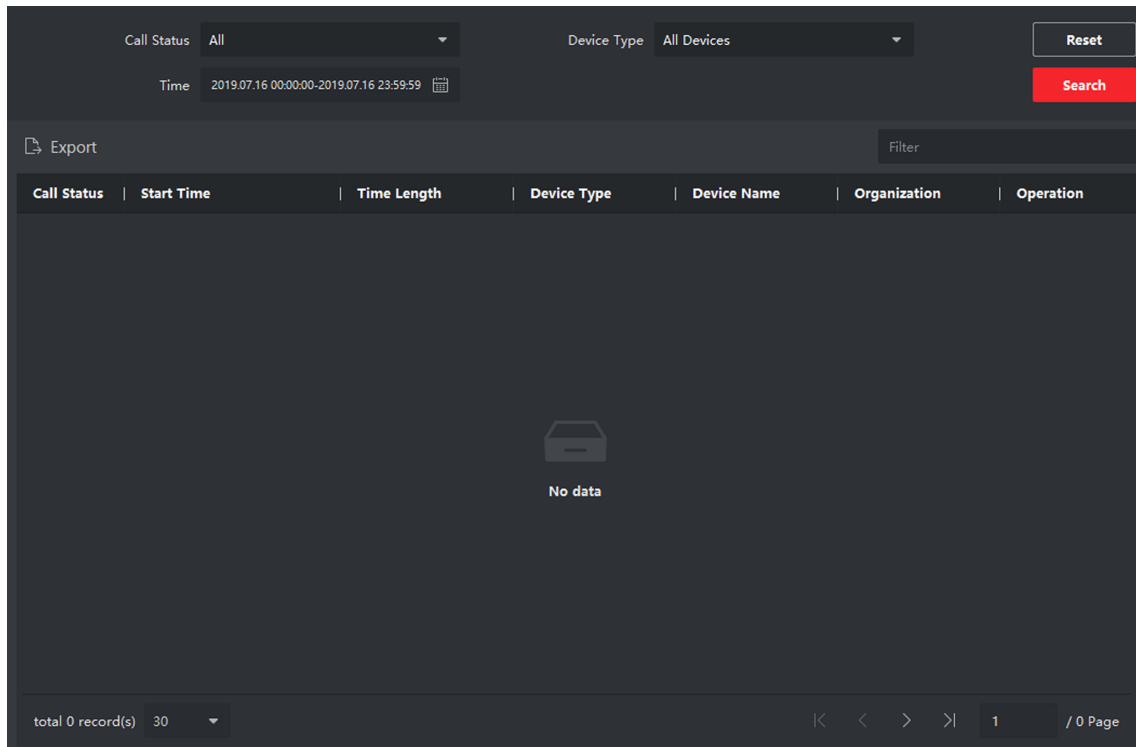 Call Status All Device Type All Devices Reset
Time 2019.07.16 00:00:00-2019.07.16 23:59:59 Search
Export Filter
Call Status | Start Time | Time Length | Device Type | Device Name | Organization | Operation
No data
total 0 record(s) 30 1 / 0 Page